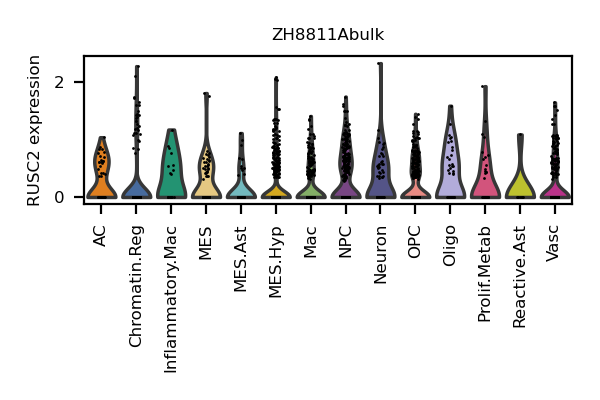 ZH8811Abulk
RUSC2 expression
2
0
AC
Chromatin.Reg
Inflammatory.Mac
MES
MES.Ast
MES.Hyp
Mac
NPC
Neuron
OPC
Oligo
Prolif.Metab
Reactive.Ast
Vasc